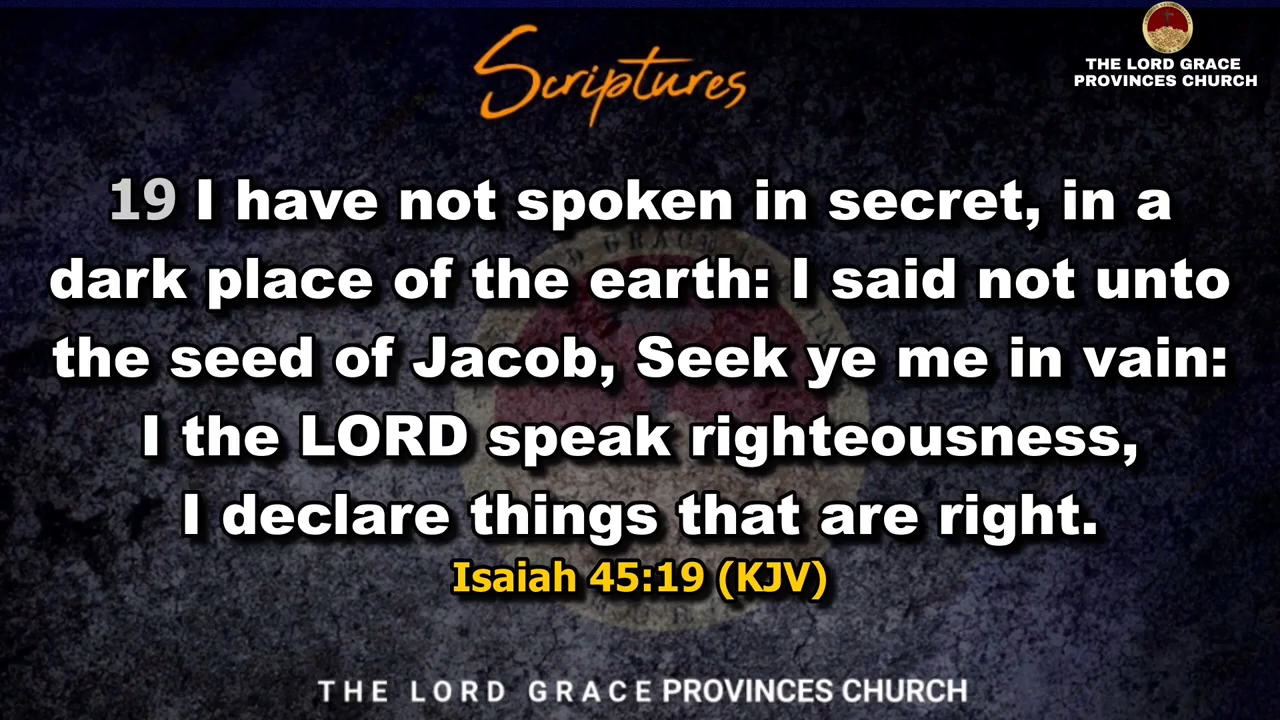 Scriptures
THE LORD GRACE
PROVINCES CHURCH
19 I have not spoken in secret, in a
dark place of the earth: I said not unto
the seed of Jacob, Seek ye me in vain:
I the LORD speak righteousness,
I declare things that are right.
Isaiah 45:19 (KJV)
THE LORD GRACE PROVINCES CHURCH